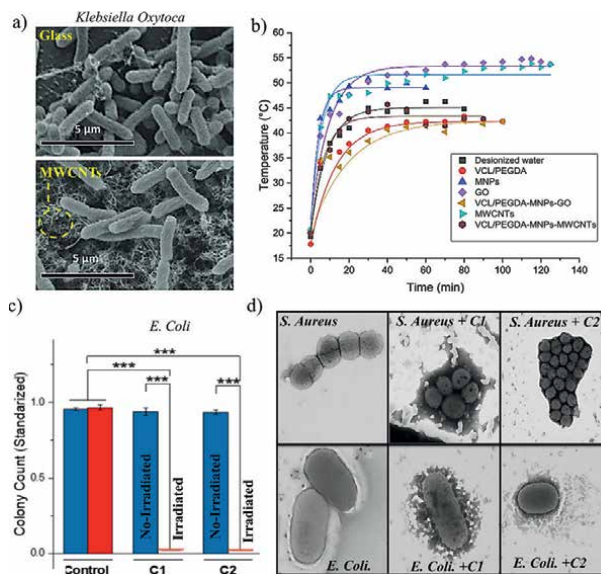 a)
Klebsiella Oxytoca
Glass
5 µm
MWCNTs
5 µm
b)
Temperature (°C)
55
50
45
40
35
30
25
20
15
Desionized water
VCL/PEGDA
MNPs
GO
VCL/PEGDA-MNPs-GO
MWCNTs
VCL/PEGDA-MNPs-MWCNTs
0 20 40 60 80 100 120 140
Time (min)
c)
E. Coli
Colony Count (Standarized)
1.0
0.5
0.0
***
***
***
***
No-Irradiated
Irradiated
No-Irradiated
Irradiated
Control C1 C2
d)
S. Aureus
S. Aureus + C1
S. Aureus + C2
E. Coli.
E. Coli. +C1
E. Coli. +C2